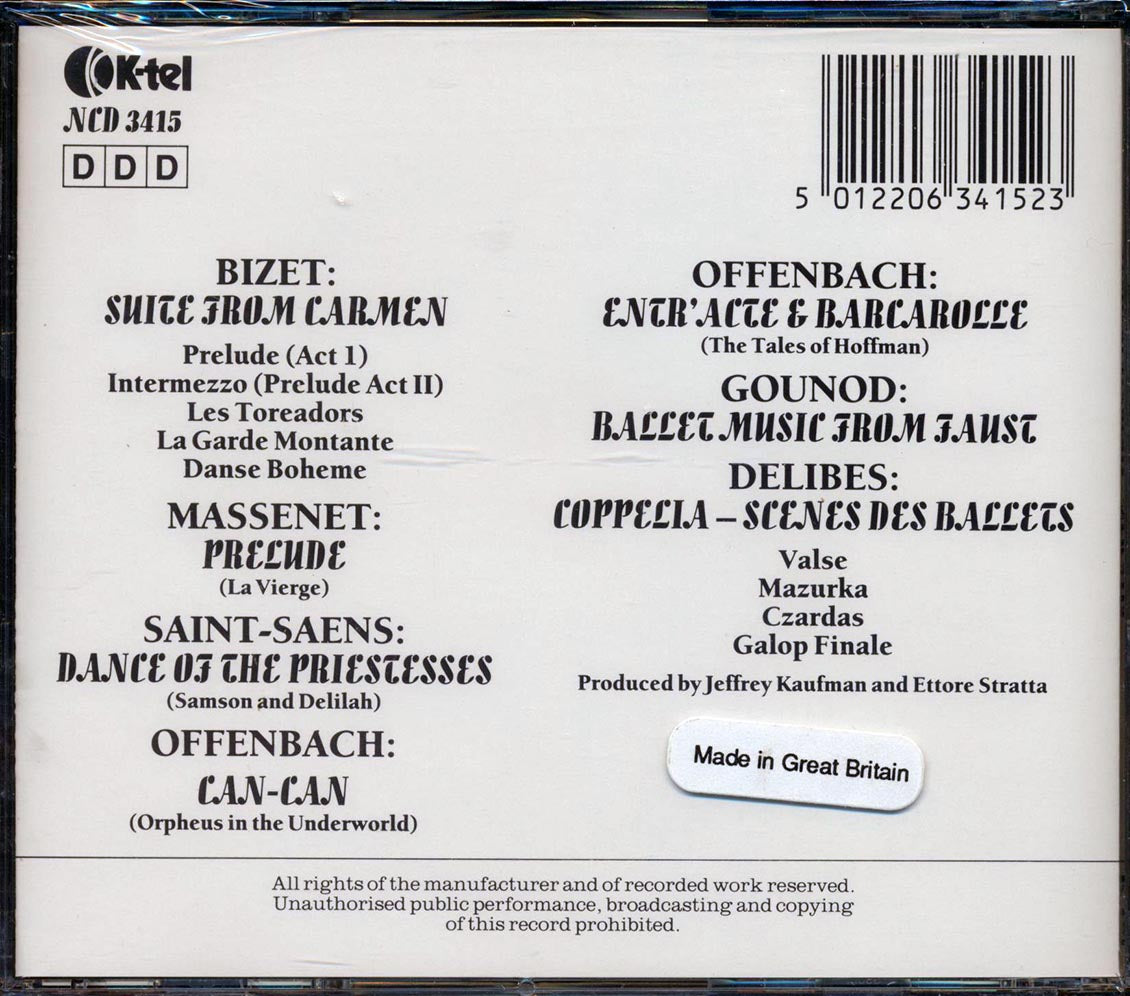 K-tel
NCD 3415
D D D
5 012206 341523
BIZET:
SUITE FROM CARMEN
Prelude (Act 1)
Intermezzo (Prelude Act II)
Les Toreadors
La Garde Montante
Danse Boheme
MASSENET:
PRELUDE
(La Vierge)
SAINT-SAENS:
DANCE OF THE PRIESTESSES
(Samson and Delilah)
OFFENBACH:
CAN-CAN
(Orpheus in the Underworld)
OFFENBACH:
ENTR'ACTE & BARCAROLLE
(The Tales of Hoffman)
GOUNOD:
BALLET MUSIC FROM FAUST
DELIBES:
COPPELIA – SCENES DES BALLETS
Valse
Mazurka
Czardas
Galop Finale
Produced by Jeffrey Kaufman and Ettore Stratta
Made in Great Britain
All rights of the manufacturer and of recorded work reserved.
Unauthorised public performance, broadcasting and copying
of this record prohibited.